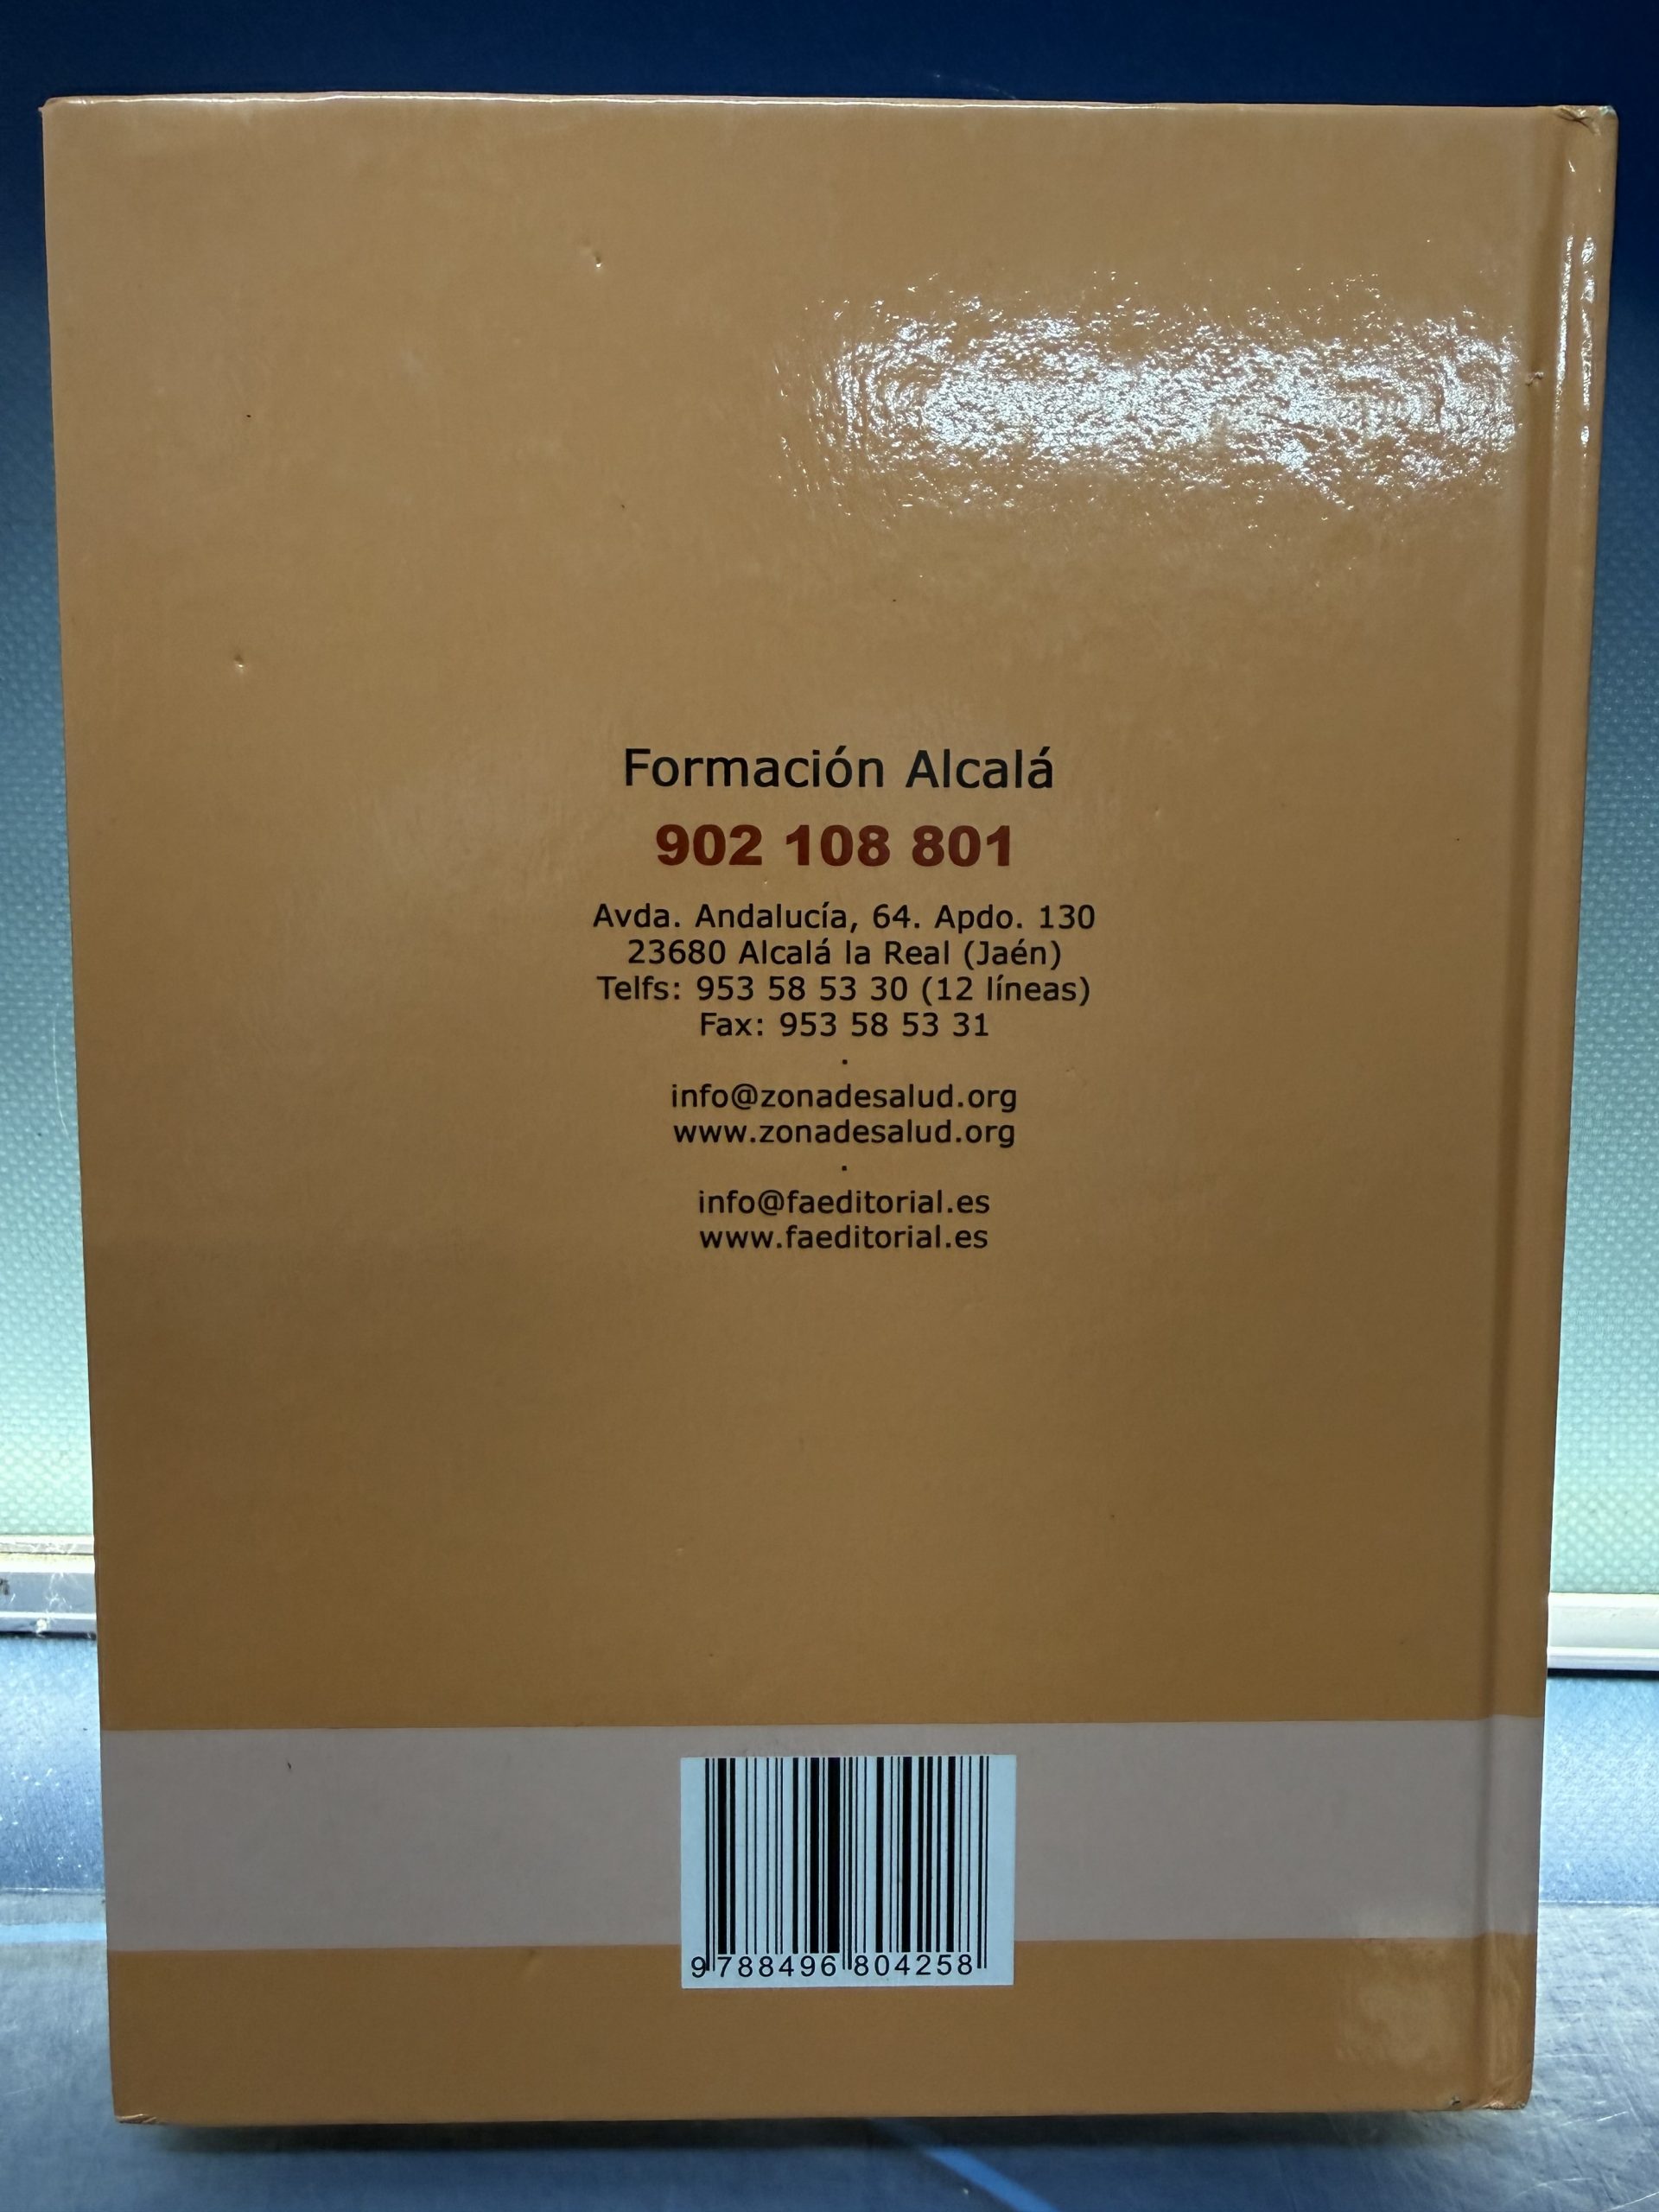 Formación Alcalá
902 108 801
Avda. Andalucía, 64. Apdo. 130
23680 Alcalá la Real (Jaén)
Telfs: 953 58 53 30 (12 líneas)
Fax: 953 58 53 31
.
info@zonadesalud.org
www.zonadesalud.org
.
info@faeditorial.es
www.faeditorial.es
9 788496 804258